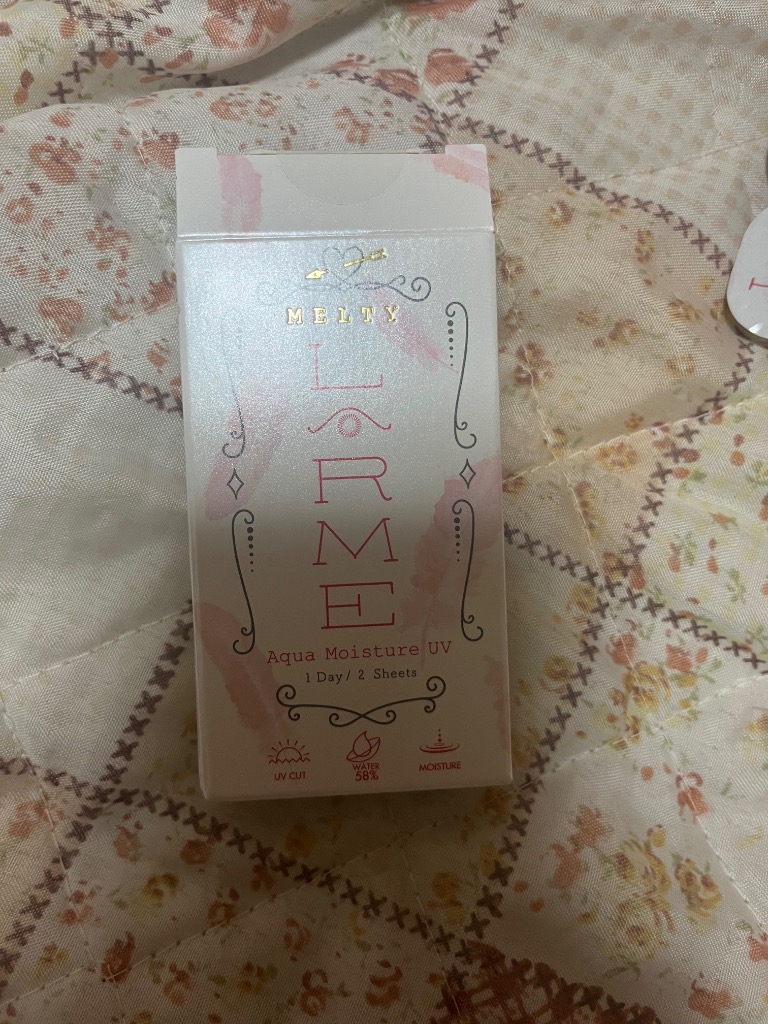 MELTY
LARME
Aqua Moisture UV
1 Day / 2 Sheets
UV CUT
WATER
58%
MOISTURE